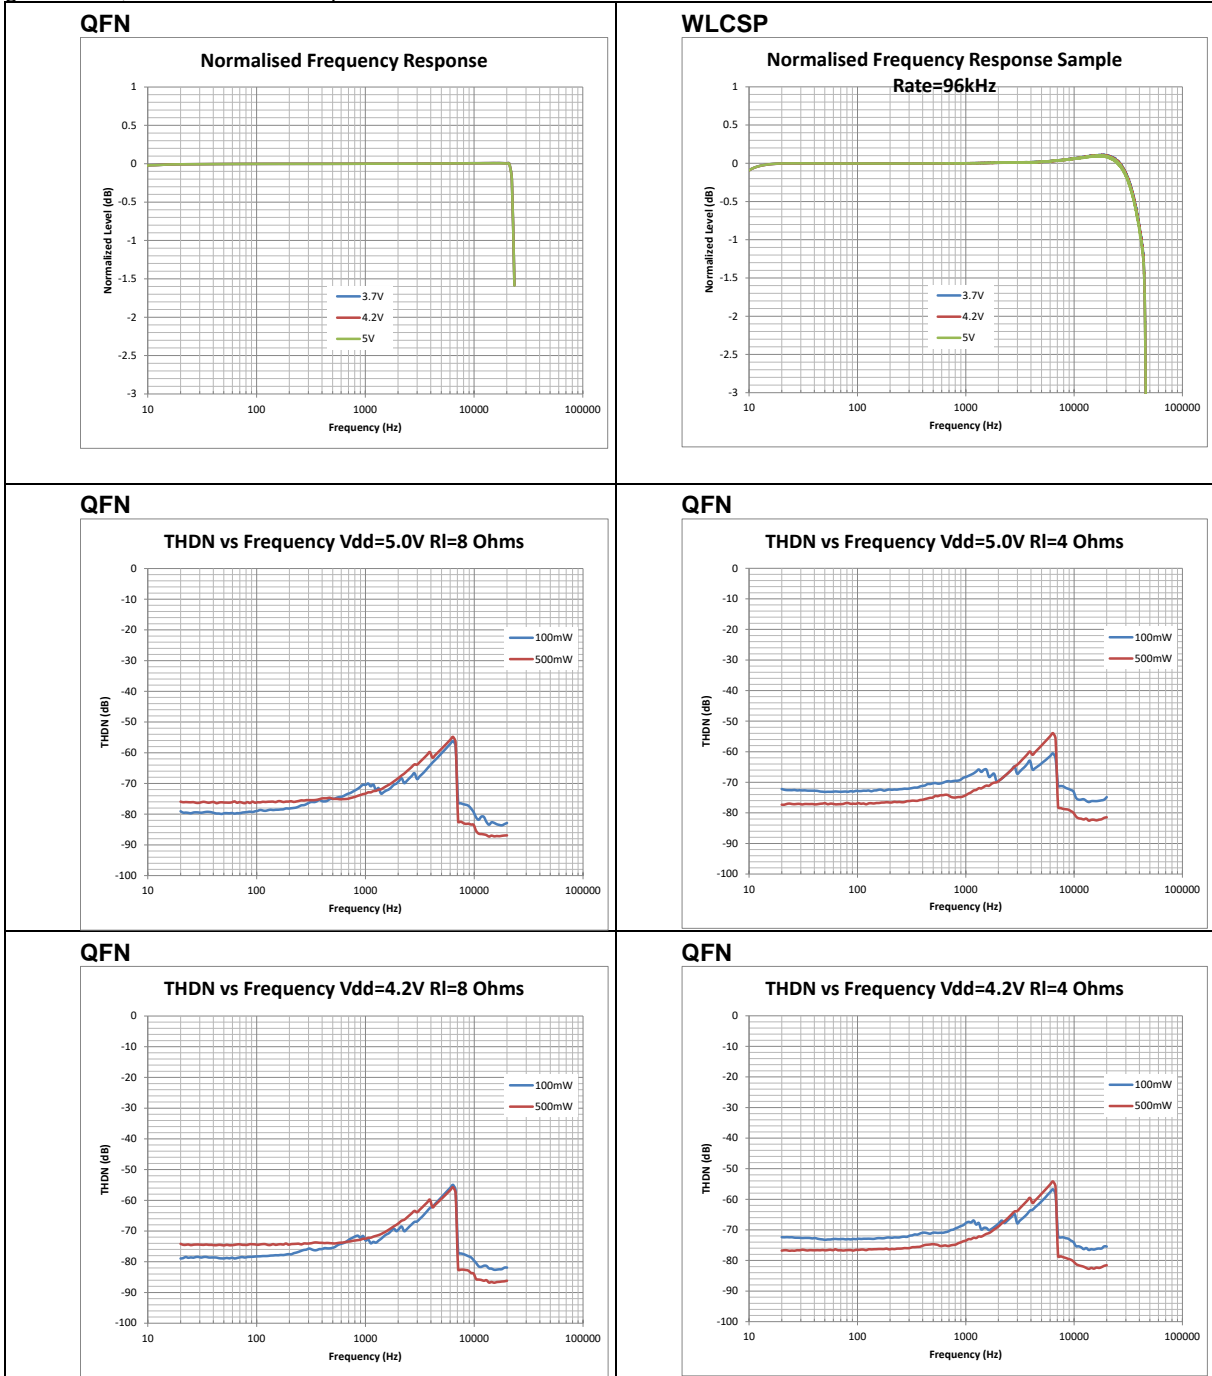 QFN
Normalised Frequency Response
1
0.5
0
-0.5
-1
-1.5
-2
-2.5
-3
Normalized Level (dB)
3.7V
4.2V
5V
10 100 1000 10000 100000
Frequency (Hz)
WLCSP
Normalised Frequency Response Sample
Rate=96kHz
1
0.5
0
-0.5
-1
-1.5
-2
-2.5
-3
Normalized Level (dB)
3.7V
4.2V
5V
10 100 1000 10000 100000
Frequency (Hz)
QFN
THDN vs Frequency Vdd=5.0V Rl=8 Ohms
0
-10
-20
-30
-40
-50
-60
-70
-80
-90
-100
THDN (dB)
100mW
500mW
10 100 1000 10000 100000
Frequency (Hz)
QFN
THDN vs Frequency Vdd=5.0V Rl=4 Ohms
0
-10
-20
-30
-40
-50
-60
-70
-80
-90
-100
THDN (dB)
100mW
500mW
10 100 1000 10000 100000
Frequency (Hz)
QFN
THDN vs Frequency Vdd=4.2V Rl=8 Ohms
0
-10
-20
-30
-40
-50
-60
-70
-80
-90
-100
THDN (dB)
100mW
500mW
10 100 1000 10000 100000
Frequency (Hz)
QFN
THDN vs Frequency Vdd=4.2V Rl=4 Ohms
0
-10
-20
-30
-40
-50
-60
-70
-80
-90
-100
THDN (dB)
100mW
500mW
10 100 1000 10000 100000
Frequency (Hz)